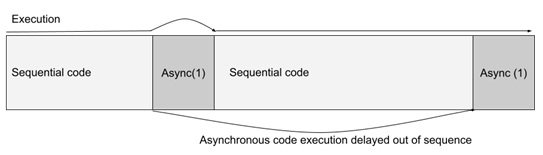 Execution
Sequential code
Async(1)
Sequential code
Async (1)
Asynchronous code execution delayed out of sequence